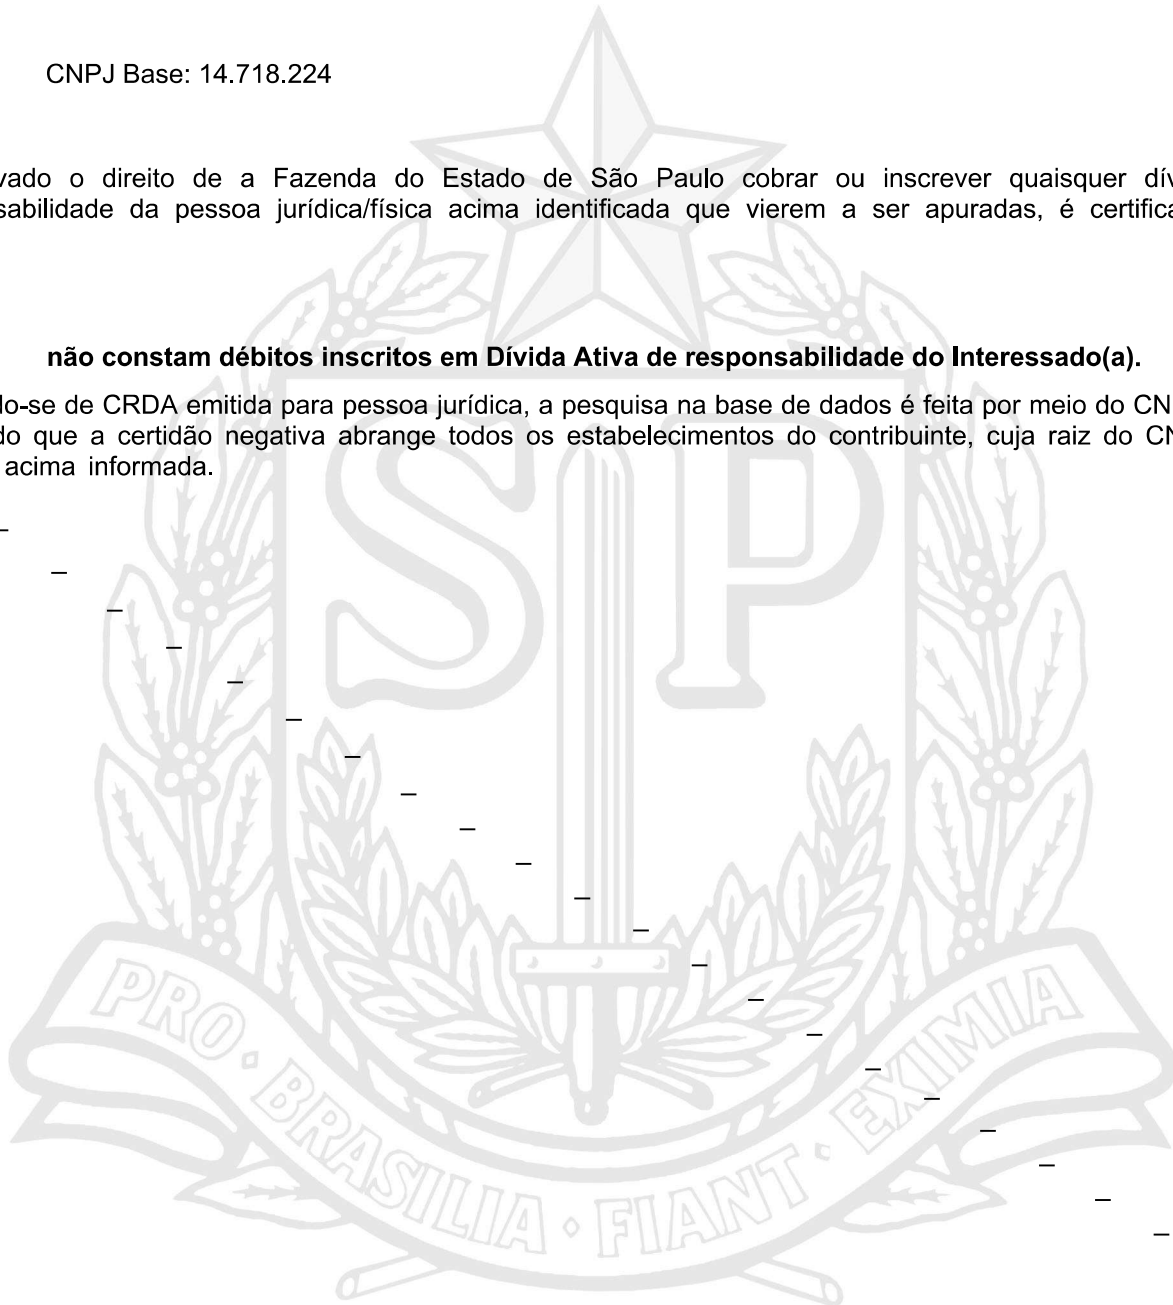 CNPJ Base: 14.718.224
vado o direito de a Fazenda do Estado de São Paulo cobrar ou inscrever quaisquer dív
sabilidade da pessoa jurídica/física acima identificada que vierem a ser apuradas, é certifica
não constam débitos inscritos em Dívida Ativa de responsabilidade do Interessado(a).
do-se de CRDA emitida para pessoa jurídica, a pesquisa na base de dados é feita por meio do CN
do que a certidão negativa abrange todos os estabelecimentos do contribuinte, cuja raiz do CN
acima informada.
SP
PRO · BRASILIA · FIANT · EXIMIA